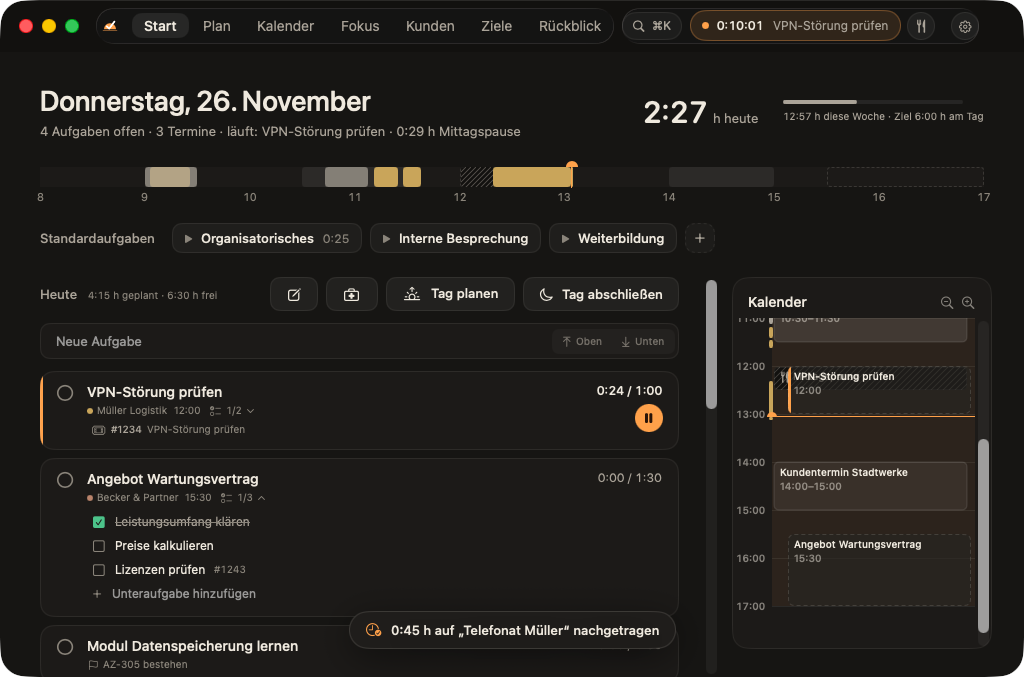 Start Plan Kalender Fokus Kunden Ziele Rückblick ⌘K 0:10:01 VPN-Störung prüfen
Donnerstag, 26. November
4 Aufgaben offen · 3 Termine · läuft: VPN-Störung prüfen · 0:29 h Mittagspause
2:27 h heute
12:57 h diese Woche · Ziel 6:00 h am Tag
8 9 10 11 12 13 14 15 16 17
Standardaufgaben Organisatorisches 0:25 Interne Besprechung Weiterbildung +
Heute 4:15 h geplant · 6:30 h frei Tag planen Tag abschließen
Neue Aufgabe Oben Unten
VPN-Störung prüfen 0:24 / 1:00
Müller Logistik 12:00 1/2
#1234 VPN-Störung prüfen
Angebot Wartungsvertrag 0:00 / 1:30
Becker & Partner 15:30 1/3
Leistungsumfang klären
Preise kalkulieren
Lizenzen prüfen #1243
+ Unteraufgabe hinzufügen
Modul Datenspeicherung lernen
AZ-305 bestehen
0:45 h auf „Telefonat Müller“ nachgetragen
Kalender
11:00 10:30–11:30
12:00 VPN-Störung prüfen
12:00
13:00
14:00 Kundentermin Stadtwerke
14:00–15:00
15:00
Angebot Wartungsvertrag
16:00 15:30
17:00